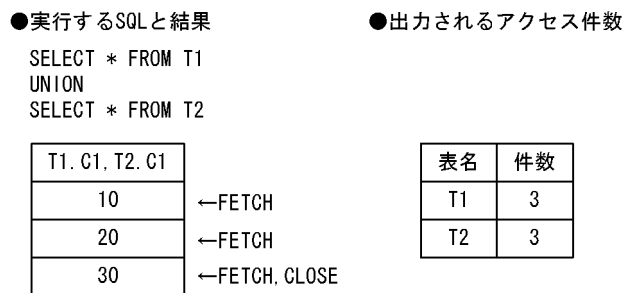 ●実行するSQLと結果
●出力されるアクセス件数
SELECT * FROM T1
UNION
SELECT * FROM T2
T1.C1,T2.C1
10 ←FETCH
20 ←FETCH
30 ←FETCH,CLOSE
表名 件数
T1 3
T2 3